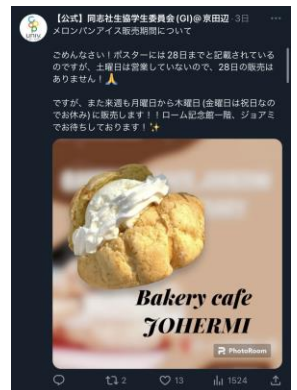 【公式】同志社生協学生委員会(GI)@京田辺・3日
メロンパンアイス販売期間について
ごめんなさい！ポスターには28日までと記載されている
のですが、土曜日は営業していないので、28日の販売は
ありません！🙏
ですが、また来週も月曜日から木曜日(金曜日は祝日なの
でお休み)に販売します！！ローム記念館一階、ジョアミ
でお待ちしております！✨
Bakery cafe
JOHERMI
PhotoRoom
2
13
1524